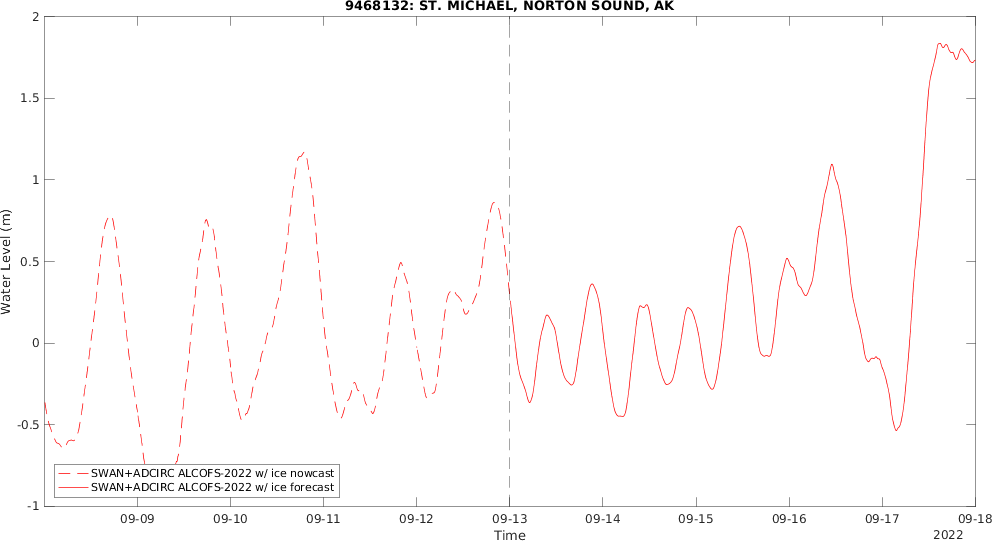 9468132: ST. MICHAEL, NORTON SOUND, AK
2
1.5
1
0.5
0
-0.5
-1
Water Level (m)
SWAN+ADCIRC ALCOFS-2022 w/ ice nowcast
SWAN+ADCIRC ALCOFS-2022 w/ ice forecast
09-09 09-10 09-11 09-12 09-13 09-14 09-15 09-16 09-17 09-18
Time
2022